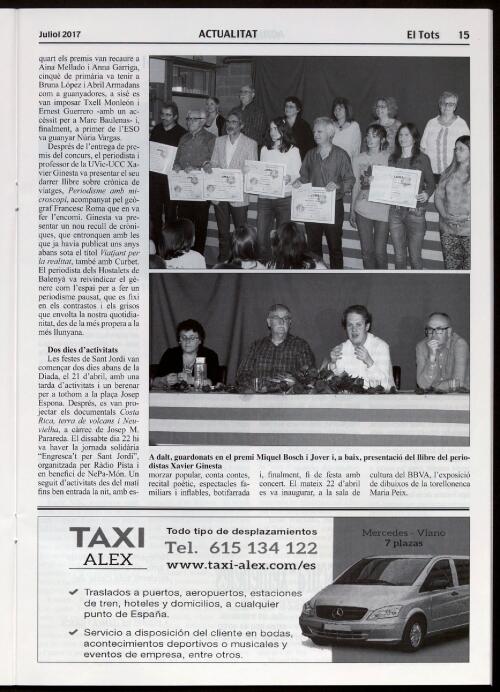 Juliol 2017
ACTUALITAT
El Tots 15
quart els premis van recaure a
Aina Mellado i Anna Garriga,
cinquè de primària va tenir a
Bruna López i Abril Armadans
com a guanyadores, a sisè es
van imposar Txell Monleón i
Ernest Guerrero -amb un ac-
cèssit per a Marc Baulenas- i,
finalment, a primer de l'ESO
va guanyar Núria Vargas.
Després de l'entrega de pre-
mis del concurs, el periodista i
professor de la UVic-UCC Xa-
vier Ginesta va presentar el seu
darrer llibre sobre crònica de
viatges, Periodisme amb mi-
croscopi, acompanyat pel geò-
graf Francesc Roma que en va
fer l'encomi. Ginesta va pre-
sentar un nou recull de cròni-
ques, que entronquen amb les
que ja havia publicat uns anys
abans sota el títol Viatjant per
la realitat, també amb Curbet.
El periodista dels Hostalets de
Balenyà va reivindicar el gè-
nere com l'espai per a fer un
periodisme pausat, que es fixi
en els contrastos i els grisos
que envolta la nostra quotidia-
nitat, des de la més propera a la
més llunyana.
Dos dies d'activitats
Les festes de Sant Jordi van
començar dos dies abans de la
Diada, el 21 d'abril, amb una
tarda d'activitats i un berenar
per a tothom a la plaça Josep
Espona. Després, es van pro-
jectar els documentals Costa
Rica, terra de volcans i Neu-
vielha, a càrrec de Josep M.
Parareda. El dissabte dia 22 hi
va haver la jornada solidària
"Engresca't per Sant Jordi",
organitzada per Ràdio Pista i
en benefici de NePa-Món. Un
seguit d'activitats des del matí
fins ben entrada la nit, amb es-
A dalt, guardonats en el premi Miquel Bosch i Jover i, a baix, presentació del llibre del perio-
distas Xavier Ginesta
morzar popular, conta contes,
recital poètic, espectacles fa-
miliars i inflables, botifarrada
i, finalment, fi de festa amb
concert. El mateix 22 d'abril
es va inaugurar, a la sala de
cultura del BBVA, l'exposició
de dibuixos de la torellonenca
Maria Peix.
TAXI
ALEX
Todo tipo de desplazamientos
Tel. 615 134 122
www.taxi-alex.com/es
Mercedes - Viano
7 plazas
✔ Traslados a puertos, aeropuertos, estaciones
de tren, hoteles y domicilios, a cualquier
punto de España.
✔ Servicio a disposición del cliente en bodas,
acontecimientos deportivos o musicales y
eventos de empresa, entre otros.